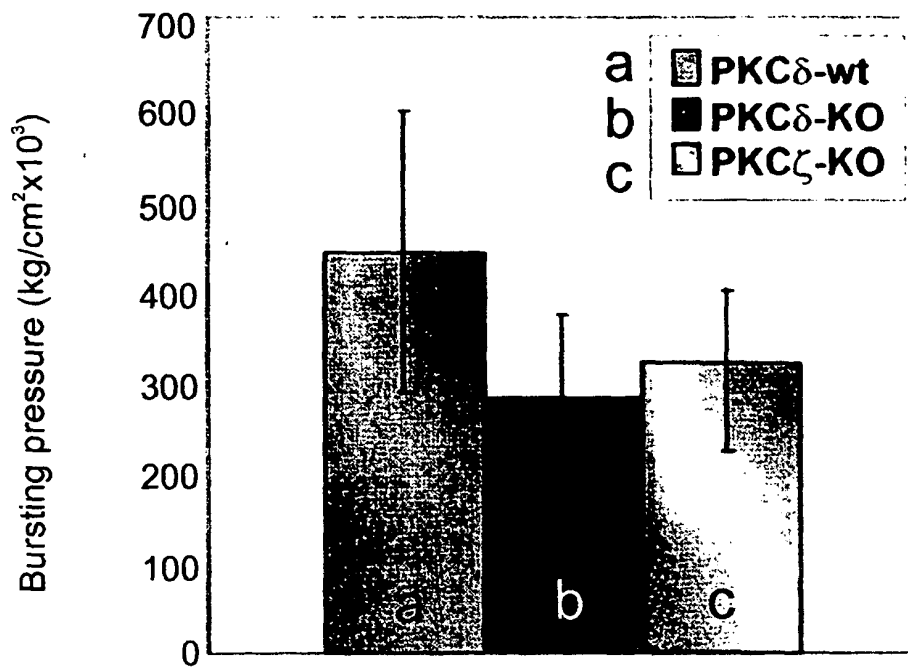 Bursting pressure (kg/cm²x10³)
700
600
500
400
300
200
100
0
a PKCδ-wt
b PKCδ-KO
c PKCζ-KO
a
b
c